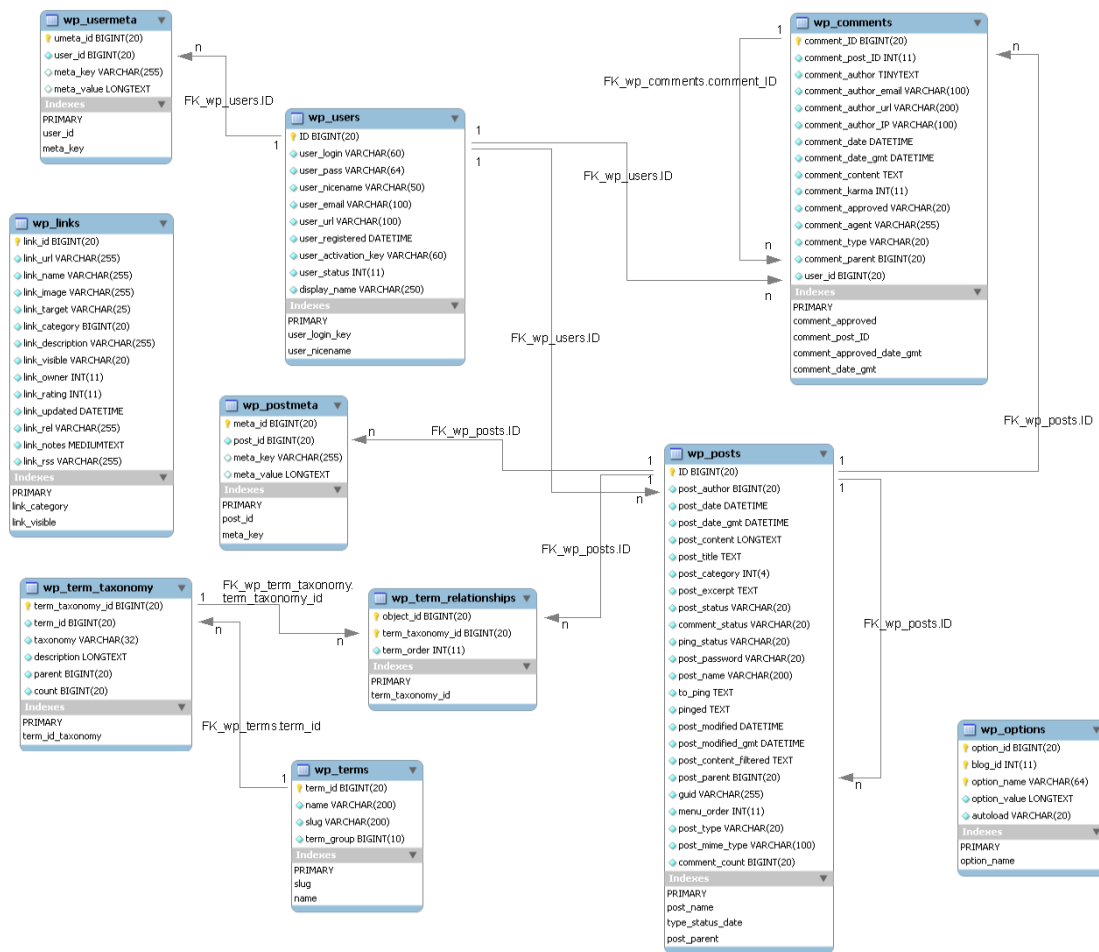 wp_usermeta
umeta_id BIGINT(20)
user_id BIGINT(20)
meta_key VARCHAR(255)
meta_value LONGTEXT
Indexes
PRIMARY
user_id
meta_key
n
FK_wp_users.ID
1
wp_users
ID BIGINT(20)
user_login VARCHAR(60)
user_pass VARCHAR(64)
user_nicename VARCHAR(50)
user_email VARCHAR(100)
user_url VARCHAR(100)
user_registered DATETIME
user_activation_key VARCHAR(60)
user_status INT(11)
display_name VARCHAR(250)
Indexes
PRIMARY
user_login_key
user_nicename
1
1
FK_wp_users.ID
n
FK_wp_users.ID
n
wp_comments
comment_ID BIGINT(20)
comment_post_ID INT(11)
comment_author TINYTEXT
comment_author_email VARCHAR(100)
comment_author_url VARCHAR(200)
comment_author_IP VARCHAR(100)
comment_date DATETIME
comment_date_gmt DATETIME
comment_content TEXT
comment_karma INT(11)
comment_approved VARCHAR(20)
comment_agent VARCHAR(255)
comment_type VARCHAR(20)
comment_parent BIGINT(20)
user_id BIGINT(20)
Indexes
PRIMARY
comment_approved
comment_post_ID
comment_approved_date_gmt
comment_date_gmt
1
FK_wp_comments.comment_ID
n
n
FK_wp_posts.ID
1
wp_links
link_id BIGINT(20)
link_url VARCHAR(255)
link_name VARCHAR(255)
link_image VARCHAR(255)
link_target VARCHAR(25)
link_category BIGINT(20)
link_description VARCHAR(255)
link_visible VARCHAR(20)
link_owner INT(11)
link_rating INT(11)
link_updated DATETIME
link_rel VARCHAR(255)
link_notes MEDIUMTEXT
link_rss VARCHAR(255)
Indexes
PRIMARY
link_category
link_visible
wp_postmeta
meta_id BIGINT(20)
post_id BIGINT(20)
meta_key VARCHAR(255)
meta_value LONGTEXT
Indexes
PRIMARY
post_id
meta_key
n
FK_wp_posts.ID
1
1
FK_wp_posts.ID
n
wp_posts
ID BIGINT(20)
post_author BIGINT(20)
post_date DATETIME
post_date_gmt DATETIME
post_content LONGTEXT
post_title TEXT
post_category INT(4)
post_excerpt TEXT
post_status VARCHAR(20)
comment_status VARCHAR(20)
ping_status VARCHAR(20)
post_password VARCHAR(20)
post_name VARCHAR(200)
to_ping TEXT
pinged TEXT
post_modified DATETIME
post_modified_gmt DATETIME
post_content_filtered TEXT
post_parent BIGINT(20)
guid VARCHAR(255)
menu_order INT(11)
post_type VARCHAR(20)
post_mime_type VARCHAR(100)
comment_count BIGINT(20)
Indexes
PRIMARY
post_name
type_status_date
post_parent
1
FK_wp_posts.ID
n
wp_term_taxonomy
term_taxonomy_id BIGINT(20)
term_id BIGINT(20)
taxonomy VARCHAR(32)
description LONGTEXT
parent BIGINT(20)
count BIGINT(20)
Indexes
PRIMARY
term_id_taxonomy
FK_wp_term_taxonomy.
term_taxonomy_id
1
n
wp_term_relationships
object_id BIGINT(20)
term_taxonomy_id BIGINT(20)
term_order INT(11)
Indexes
PRIMARY
term_taxonomy_id
n
FK_wp_terms.term_id
1
wp_terms
term_id BIGINT(20)
name VARCHAR(200)
slug VARCHAR(200)
term_group BIGINT(10)
Indexes
PRIMARY
slug
name
wp_options
option_id BIGINT(20)
blog_id INT(11)
option_name VARCHAR(64)
option_value LONGTEXT
autoload VARCHAR(20)
Indexes
PRIMARY
option_name